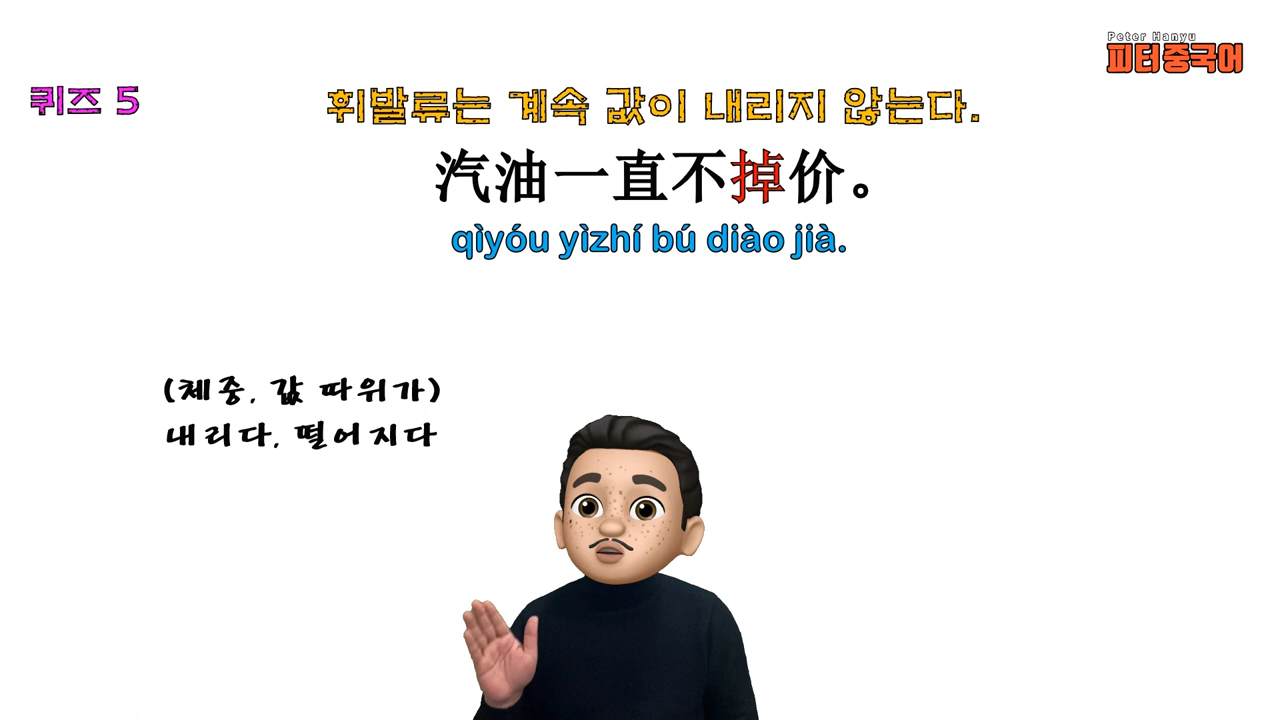 Peter Hanyu
피터중국어
퀴즈 5
휘발류는 계속 값이 내리지 않는다.
汽油一直不掉价。
qìyóu yìzhí bú diào jià.
(체중, 값 따위가)
내리다, 떨어지다